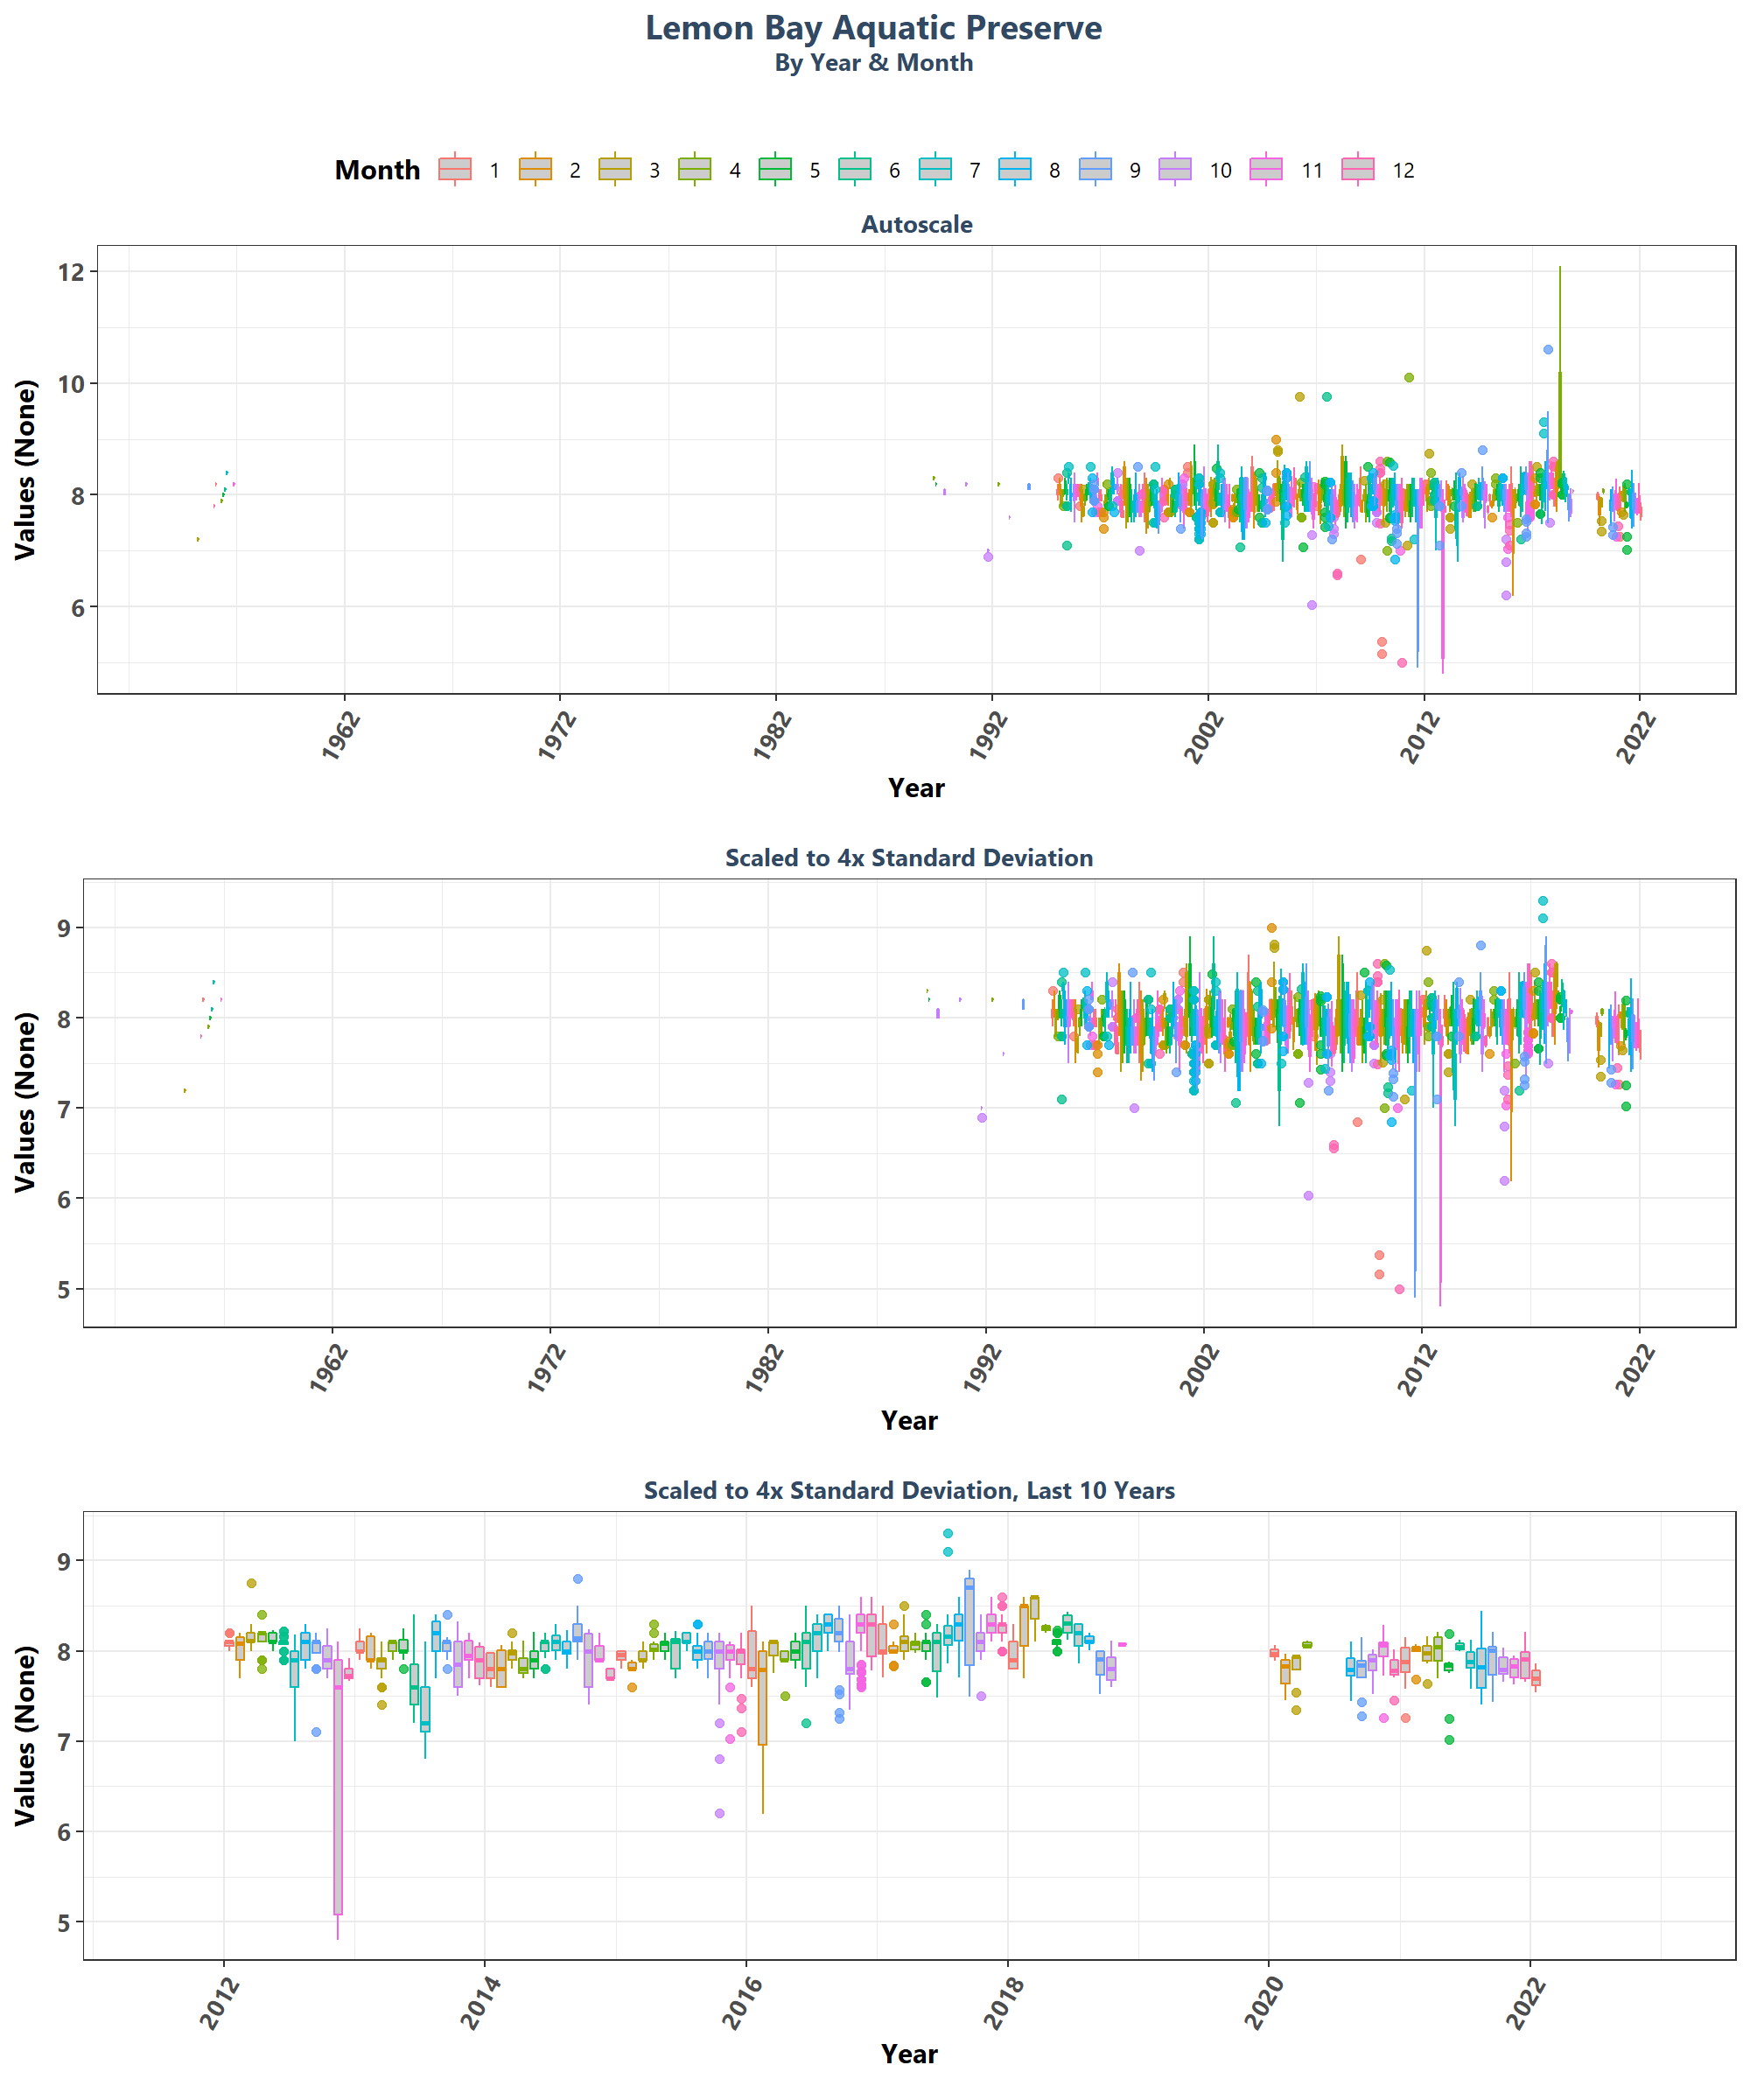 Lemon Bay Aquatic Preserve
By Year & Month
Month 1 2 3 4 5 6 7 8 9 10 11 12
Autoscale
Values (None)
12
10
8
6
1962 1972 1982 1992 2002 2012 2022
Year
Scaled to 4x Standard Deviation
Values (None)
9
8
7
6
5
1962 1972 1982 1992 2002 2012 2022
Year
Scaled to 4x Standard Deviation, Last 10 Years
Values (None)
9
8
7
6
5
2012 2014 2016 2018 2020 2022
Year